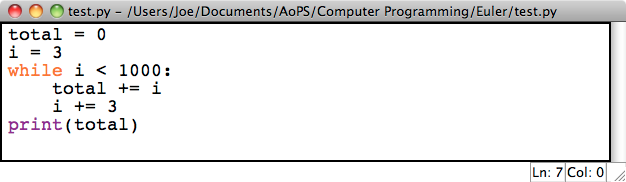 test.py – /Users/Joe/Documents/AoPS/Computer Programming/Euler/test.py
total = 0
i = 3
while i < 1000:
    total += i
    i += 3
print(total)
Ln: 7 Col: 0